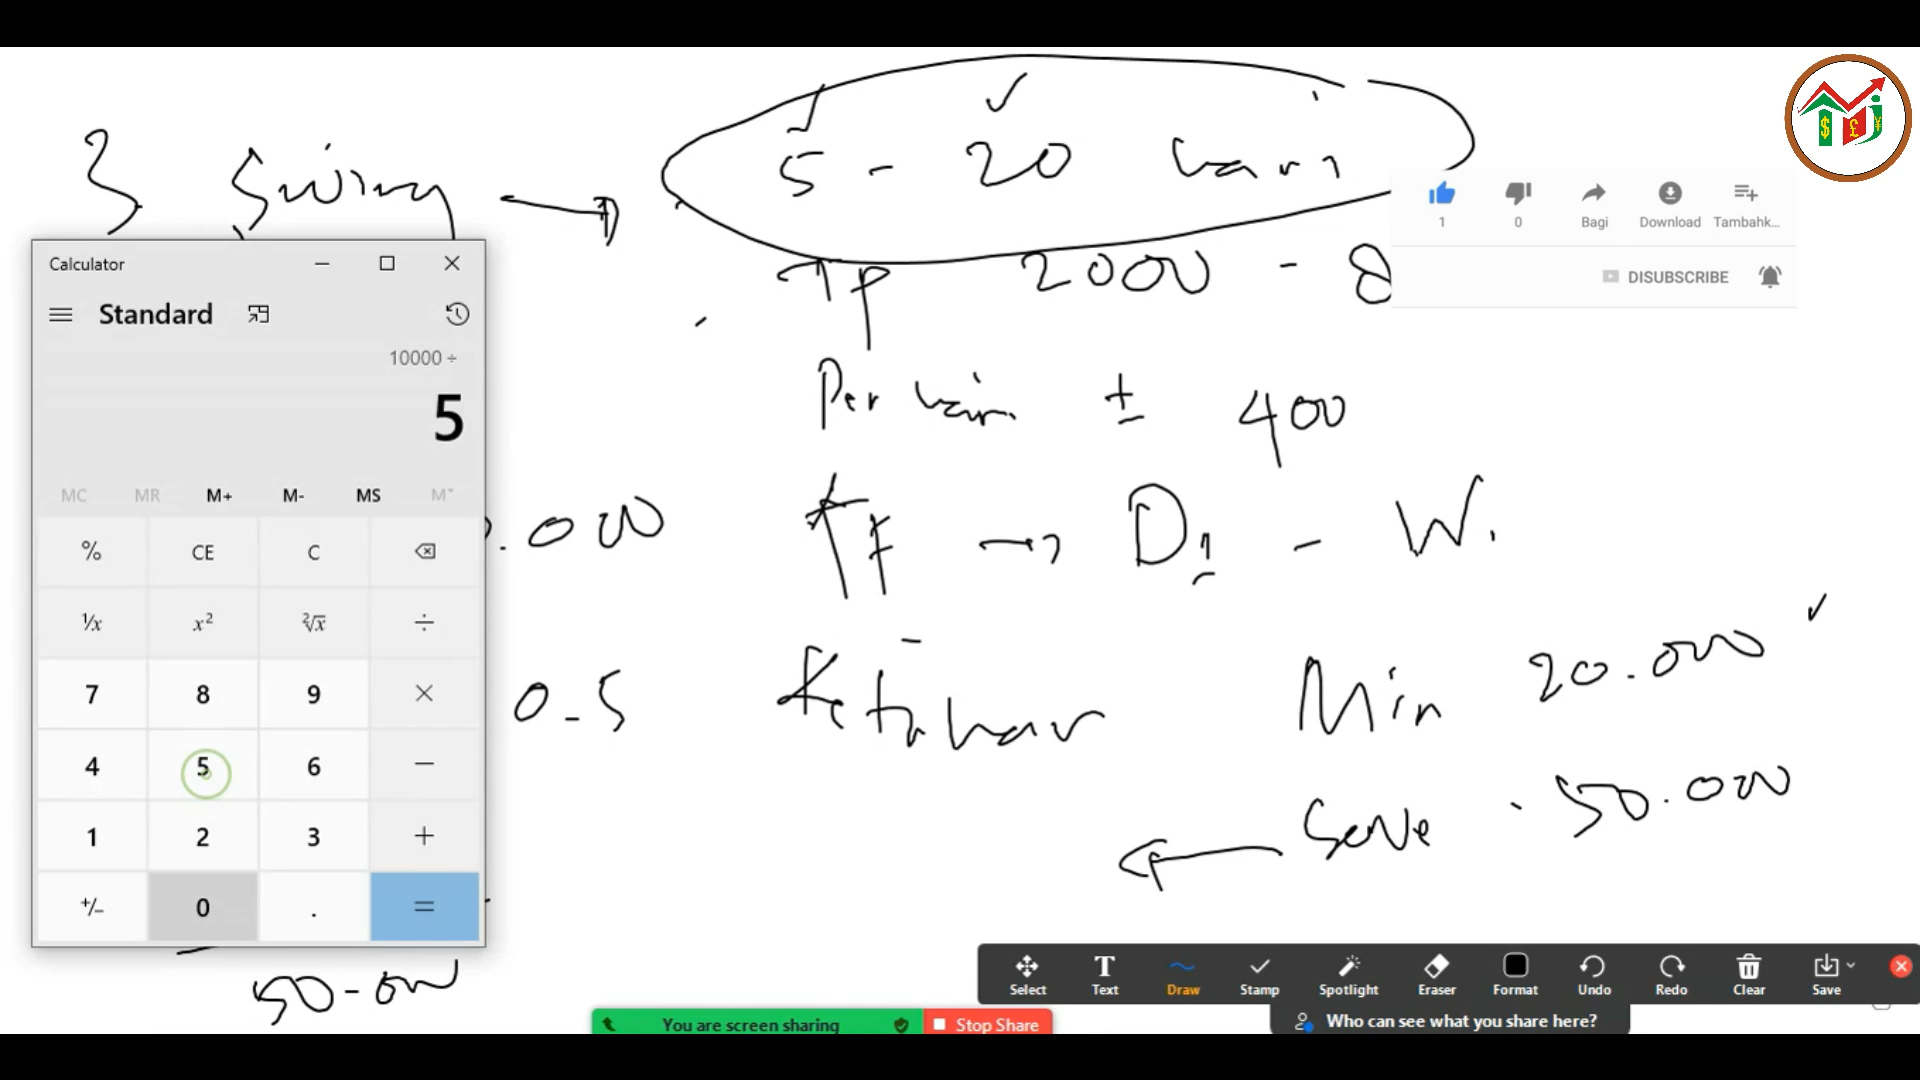 3 Swing → 5 - 20 hari
TP 2000 - 8
Per hari ± 400
.000 TF → D1 - W.
0.5 Ketahan Min 20.000
Save 50.000
50.000
Calculator
Standard
10000 ÷
5
MC MR M+ M- MS M˅
% CE C
¹/x x² ²√x ÷
7 8 9 ×
4 5 6 −
1 2 3 +
+/− 0 . =
$ £ ¥
1 0 Bagi Download Tambahk...
DISUBSCRIBE
Select Text Draw Stamp Spotlight Eraser Format Undo Redo Clear Save
You are screen sharing Stop Share
Who can see what you share here?